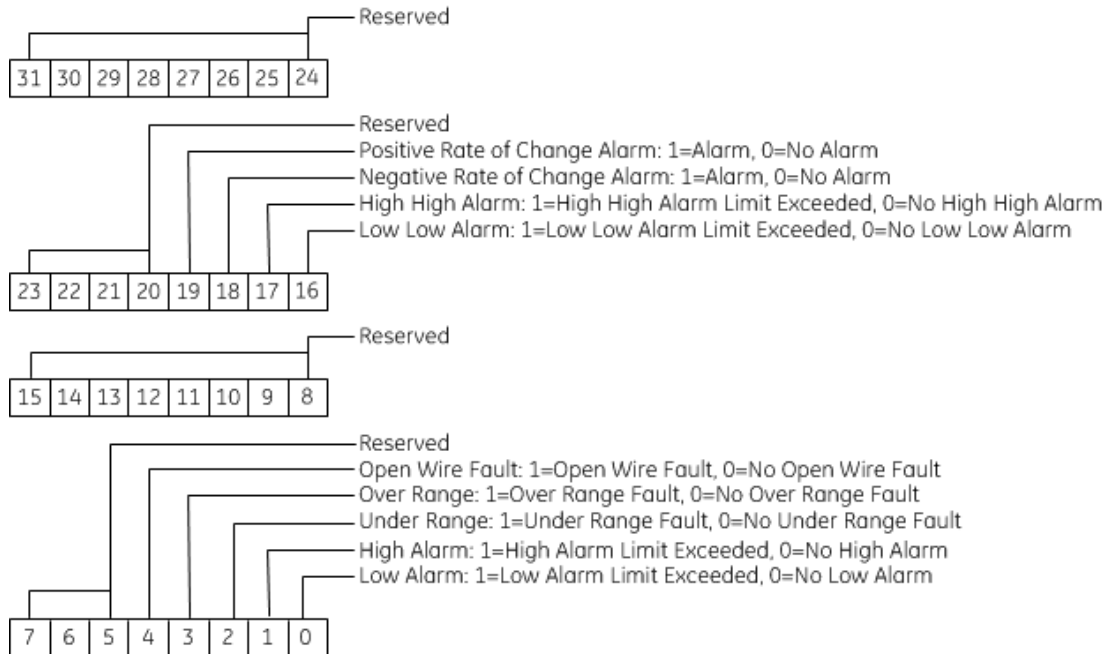 Reserved
31 30 29 28 27 26 25 24
Reserved
Positive Rate of Change Alarm: 1=Alarm, 0=No Alarm
Negative Rate of Change Alarm: 1=Alarm, 0=No Alarm
High High Alarm: 1=High High Alarm Limit Exceeded, 0=No High High Alarm
Low Low Alarm: 1=Low Low Alarm Limit Exceeded, 0=No Low Low Alarm
23 22 21 20 19 18 17 16
Reserved
15 14 13 12 11 10 9 8
Reserved
Open Wire Fault: 1=Open Wire Fault, 0=No Open Wire Fault
Over Range: 1=Over Range Fault, 0=No Over Range Fault
Under Range: 1=Under Range Fault, 0=No Under Range Fault
High Alarm: 1=High Alarm Limit Exceeded, 0=No High Alarm
Low Alarm: 1=Low Alarm Limit Exceeded, 0=No Low Alarm
7 6 5 4 3 2 1 0